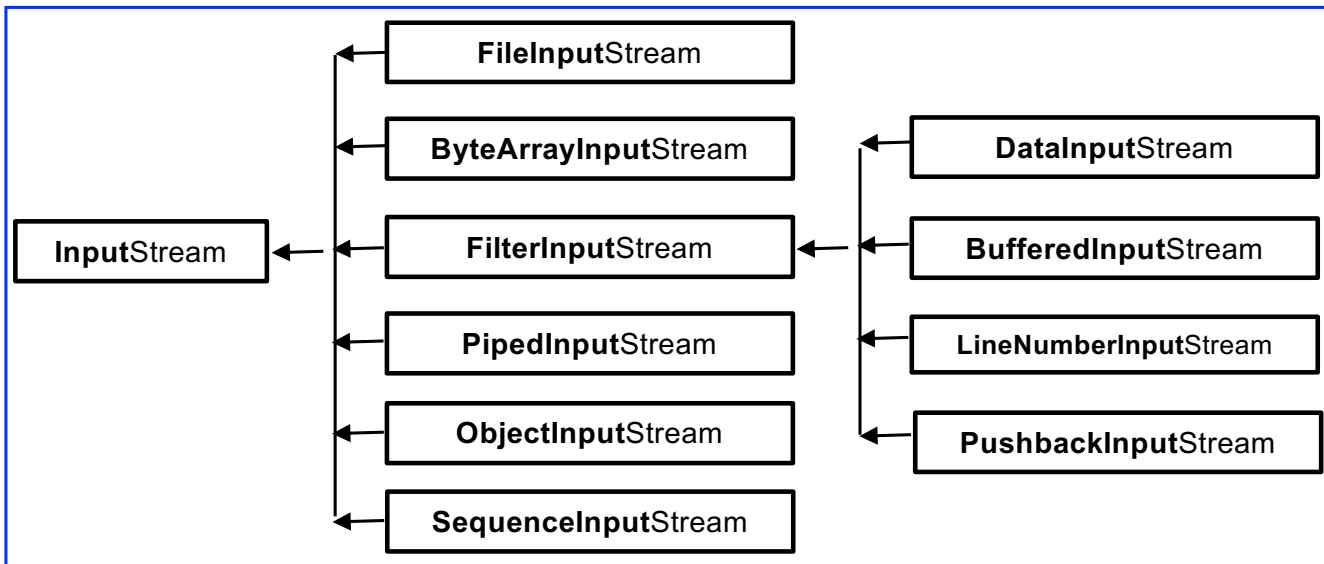 FileInputStream
ByteArrayInputStream
DataInputStream
InputStream
FilterInputStream
BufferedInputStream
PipedInputStream
LineNumberInputStream
ObjectInputStream
PushbackInputStream
SequenceInputStream